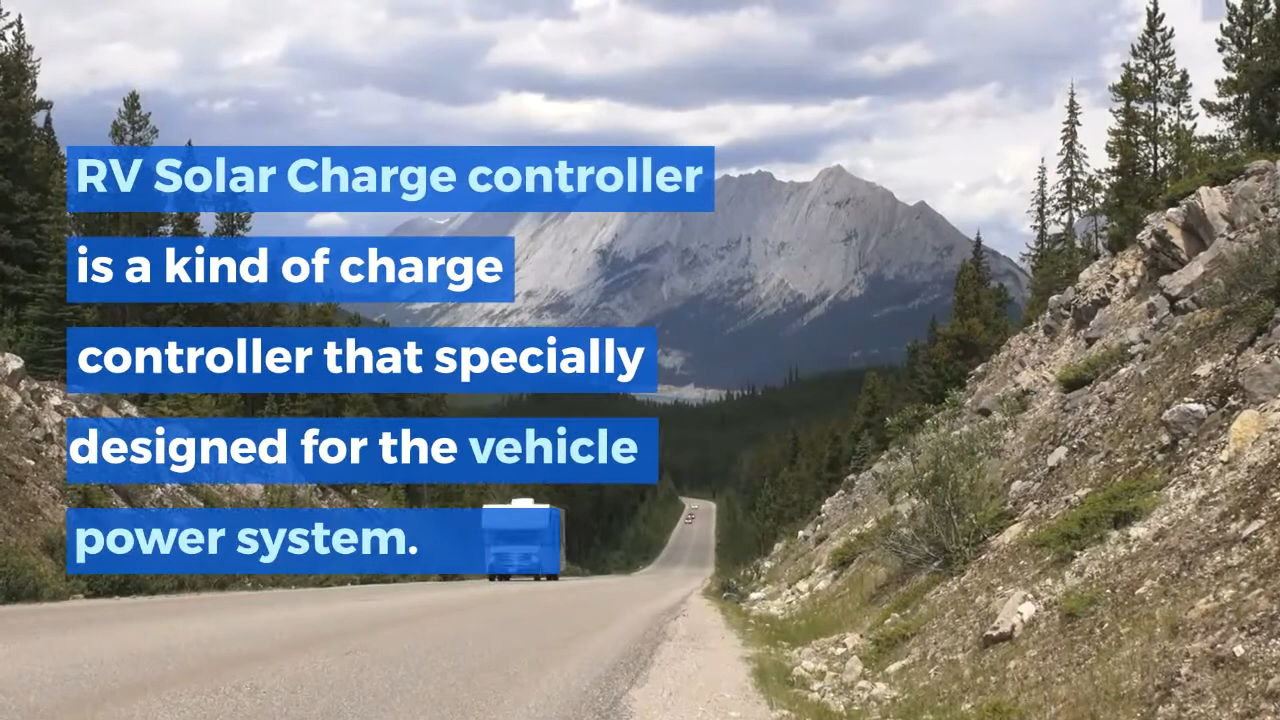 RV Solar Charge controller
is a kind of charge
controller that specially
designed for the vehicle
power system.